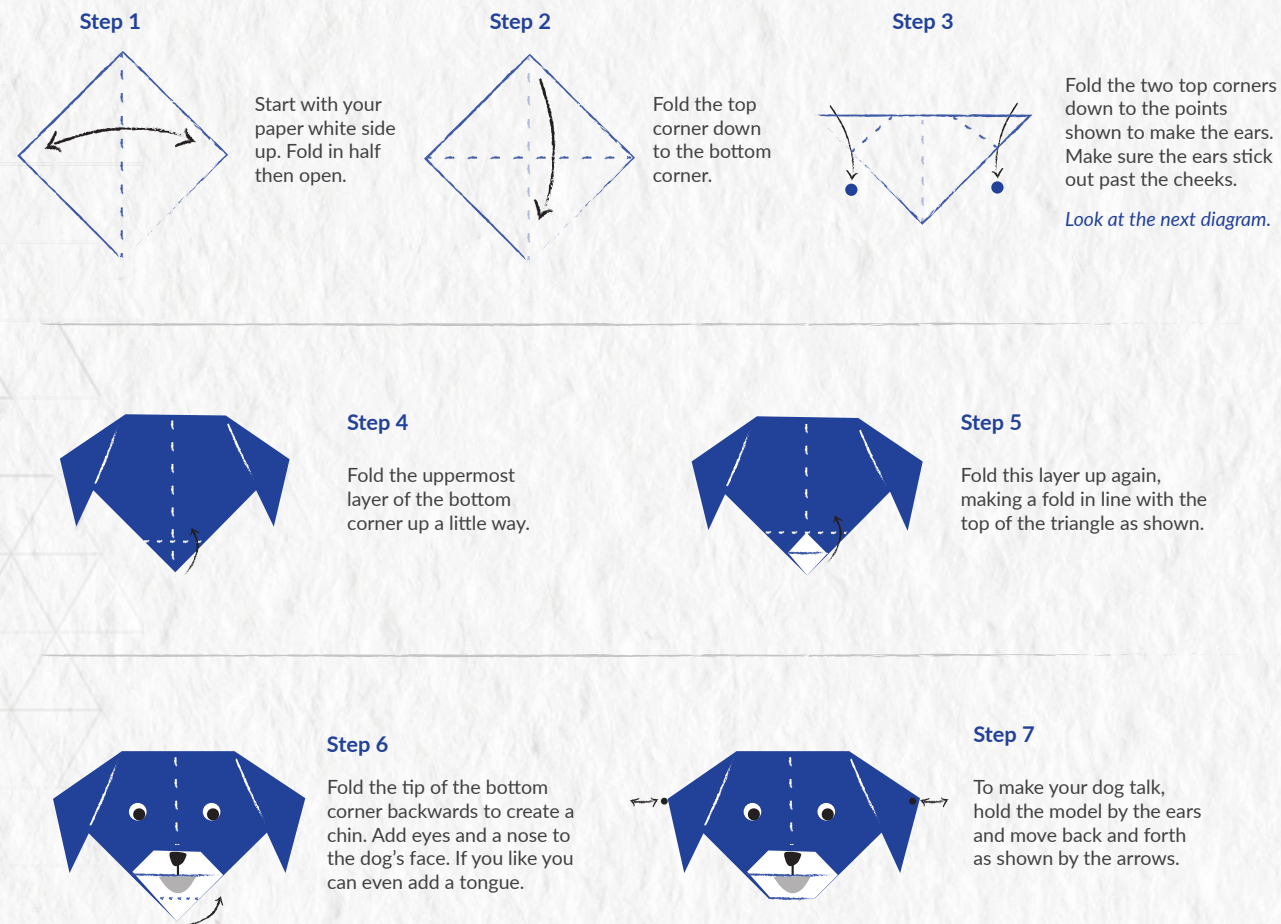 Step 1
Start with your
paper white side
up. Fold in half
then open.
Step 2
Fold the top
corner down
to the bottom
corner.
Step 3
Fold the two top corners
down to the points
shown to make the ears.
Make sure the ears stick
out past the cheeks.
Look at the next diagram.
Step 4
Fold the uppermost
layer of the bottom
corner up a little way.
Step 5
Fold this layer up again,
making a fold in line with the
top of the triangle as shown.
Step 6
Fold the tip of the bottom
corner backwards to create a
chin. Add eyes and a nose to
the dog’s face. If you like you
can even add a tongue.
Step 7
To make your dog talk,
hold the model by the ears
and move back and forth
as shown by the arrows.